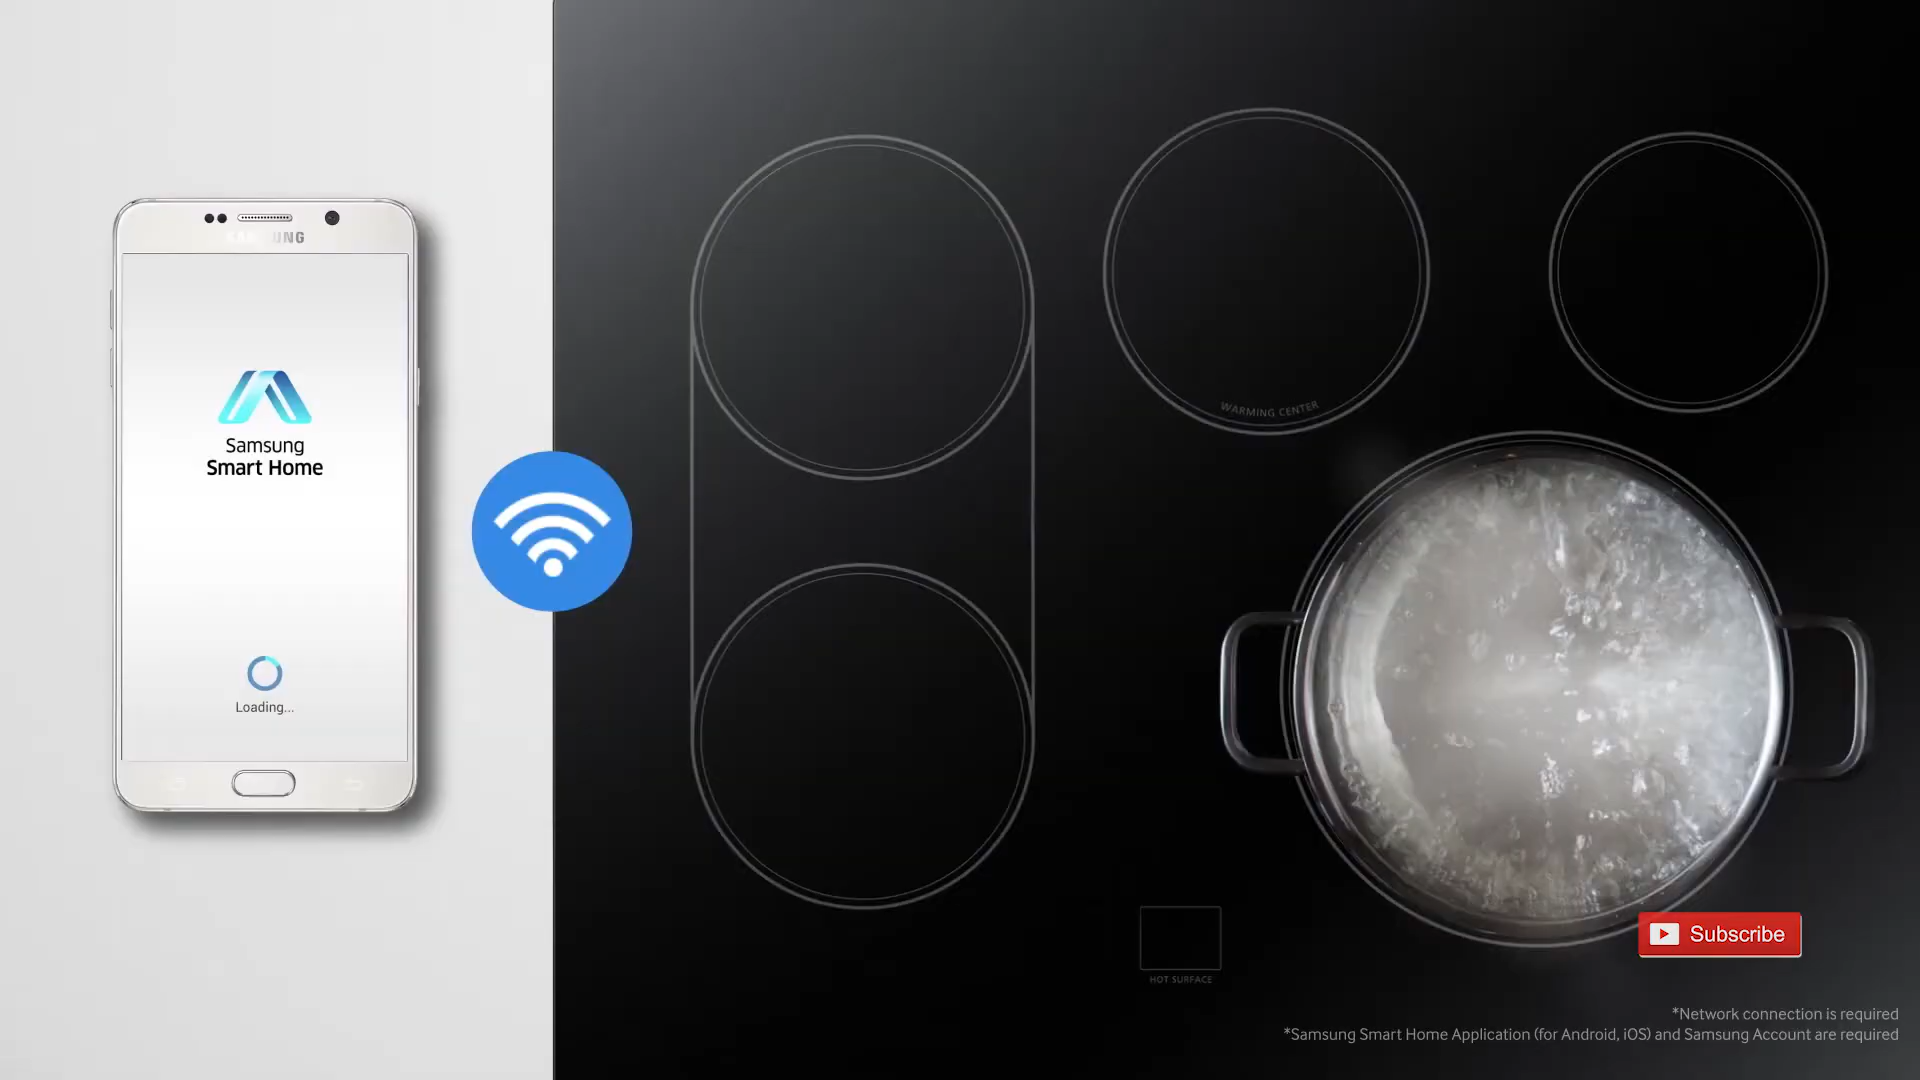 SAMSUNG
Samsung
Smart Home
Loading...
WARMING CENTER
HOT SURFACE
Subscribe
*Network connection is required
*Samsung Smart Home Application (for Android, iOS) and Samsung Account are required